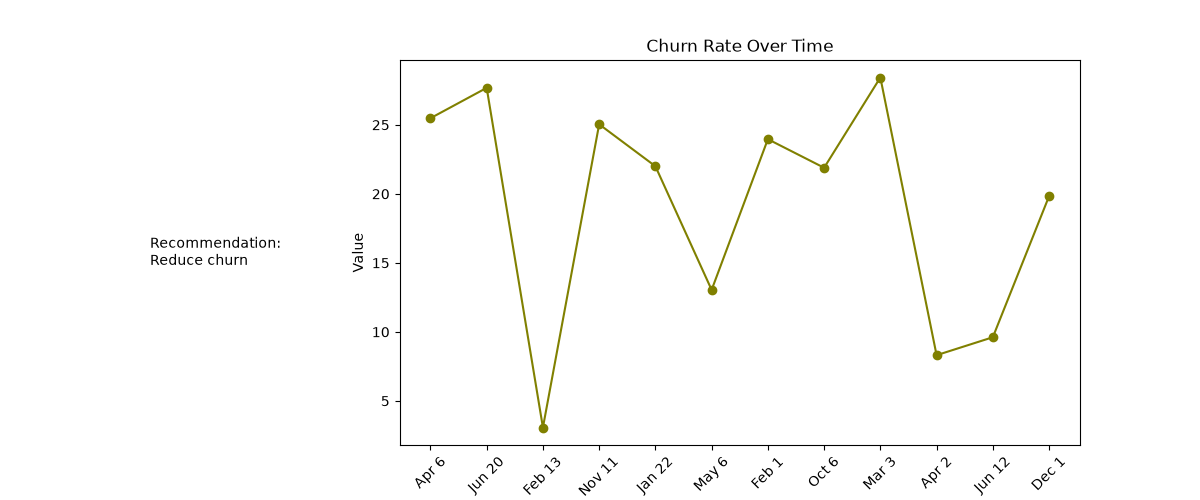 Churn Rate Over Time
Recommendation:
Reduce churn
Value
25
20
15
10
5
Apr 6
Jun 20
Feb 13
Nov 11
Jan 22
May 6
Feb 1
Oct 6
Mar 3
Apr 2
Jun 12
Dec 1